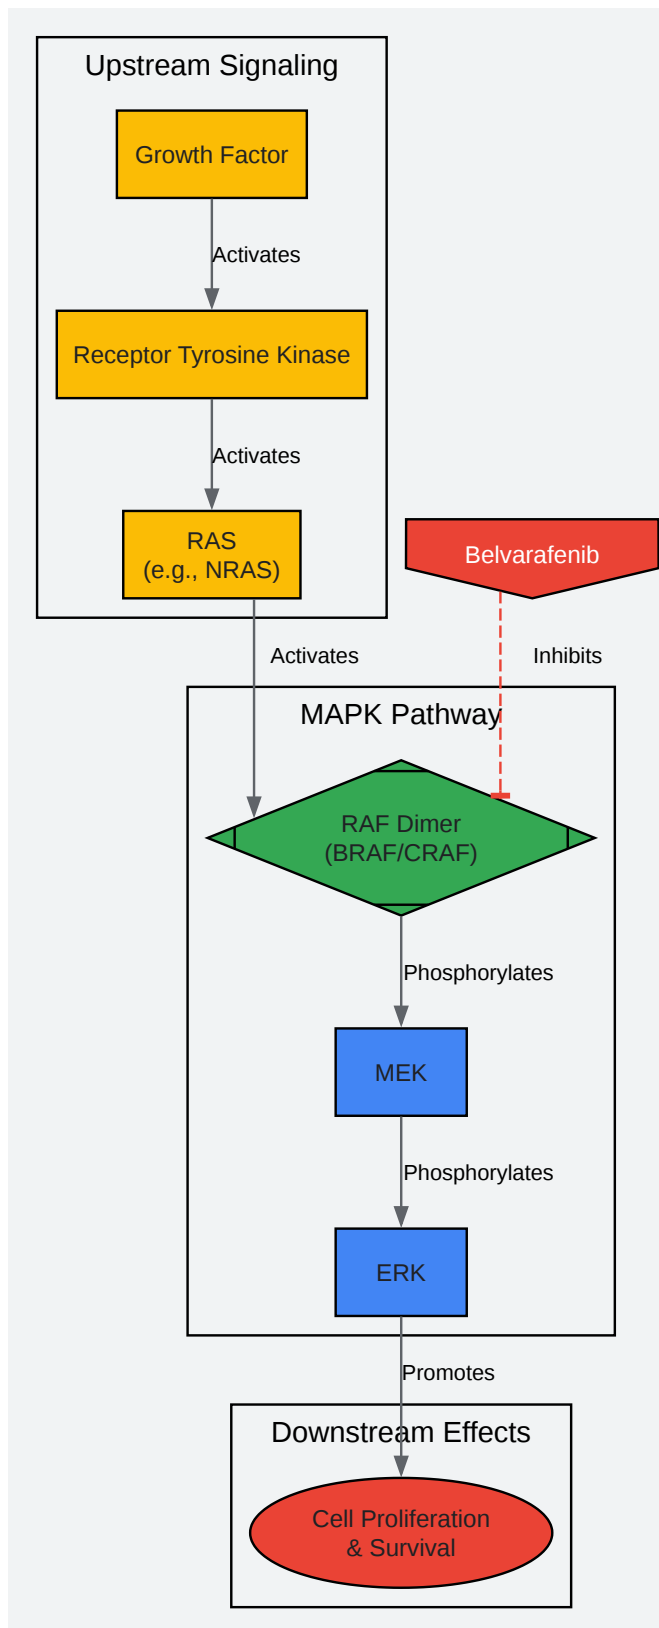 Upstream Signaling
Growth Factor
Activates
Receptor Tyrosine Kinase
Activates
RAS
(e.g., NRAS)
Belvarafenib
Activates
Inhibits
MAPK Pathway
RAF Dimer
(BRAF/CRAF)
Phosphorylates
MEK
Phosphorylates
ERK
Promotes
Downstream Effects
Cell Proliferation
& Survival